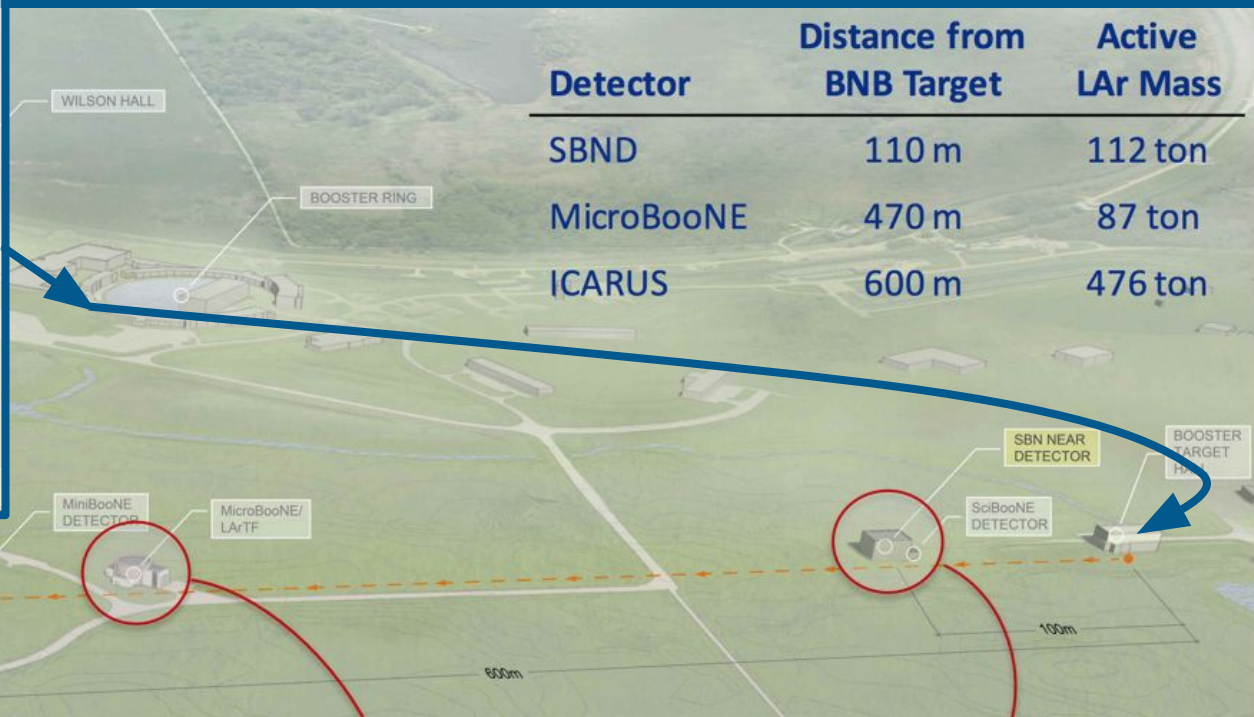 Distance from Active
Detector BNB Target LAr Mass
SBND 110 m 112 ton
MicroBooNE 470 m 87 ton
ICARUS 600 m 476 ton
WILSON HALL
BOOSTER RING
SBN NEAR
DETECTOR
BOOSTER
TARGET
HALL
MiniBooNE
DETECTOR
MicroBooNE/
LArTF
SciBooNE
DETECTOR
100m
600m